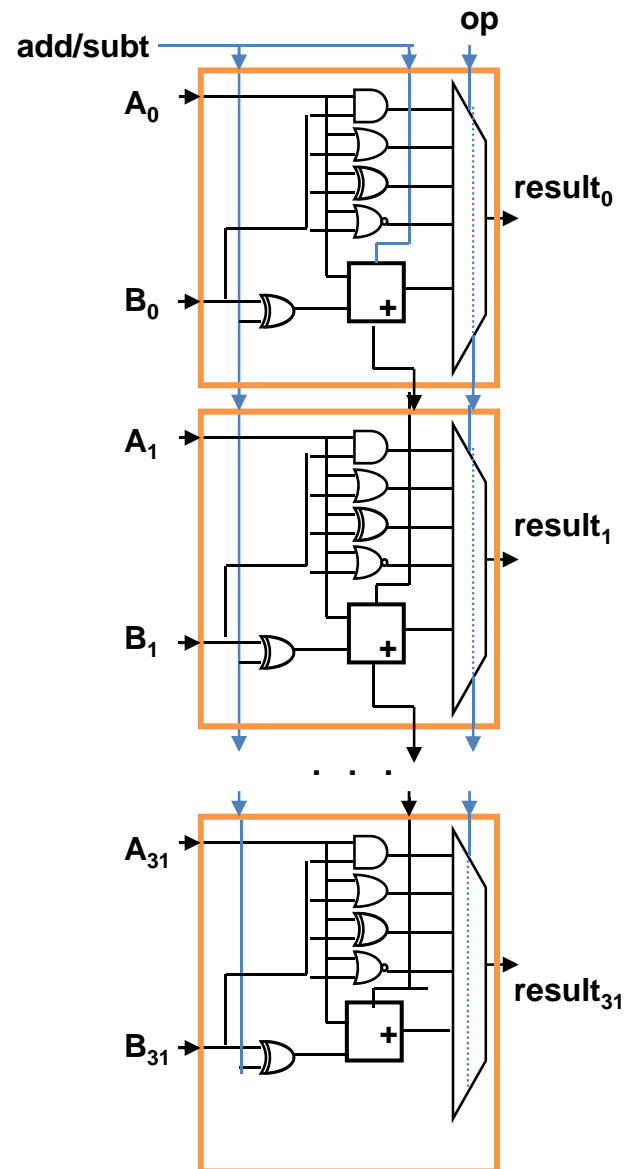 op
add/subt
A₀
result₀
B₀
+
A₁
result₁
B₁
+
. . .
A₃₁
result₃₁
B₃₁
+